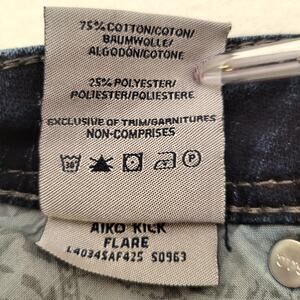 75% COTTON/COTON/
BAUMWOLLE/
ALGODÓN/COTONE
25% POLYESTER/
POLIESTER/POLIESTERE
EXCLUSIVE OF TRIM/GARNITURES
NON-COMPRISES
30°
P
AIKO KICK
FLARE
L4034SAF425 S0963